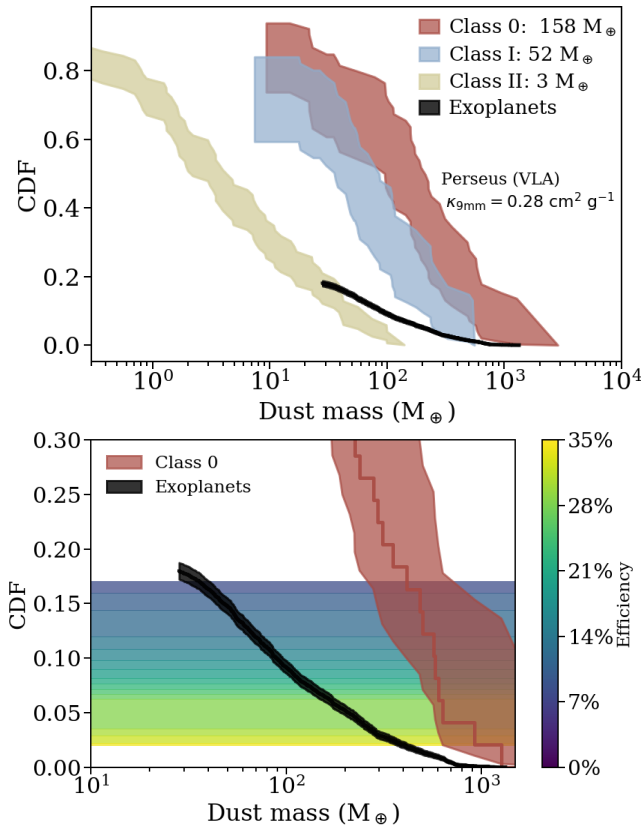 Class 0:  158 M⊕
Class I: 52 M⊕
Class II: 3 M⊕
Exoplanets
Perseus (VLA)
κ9mm = 0.28 cm² g⁻¹
CDF
0.8
0.6
0.4
0.2
0.0
10⁰
10¹
10²
10³
10⁴
Dust mass (M⊕)
Class 0
Exoplanets
CDF
0.30
0.25
0.20
0.15
0.10
0.05
0.00
10¹
10²
10³
Dust mass (M⊕)
35%
28%
21%
14%
7%
0%
Efficiency